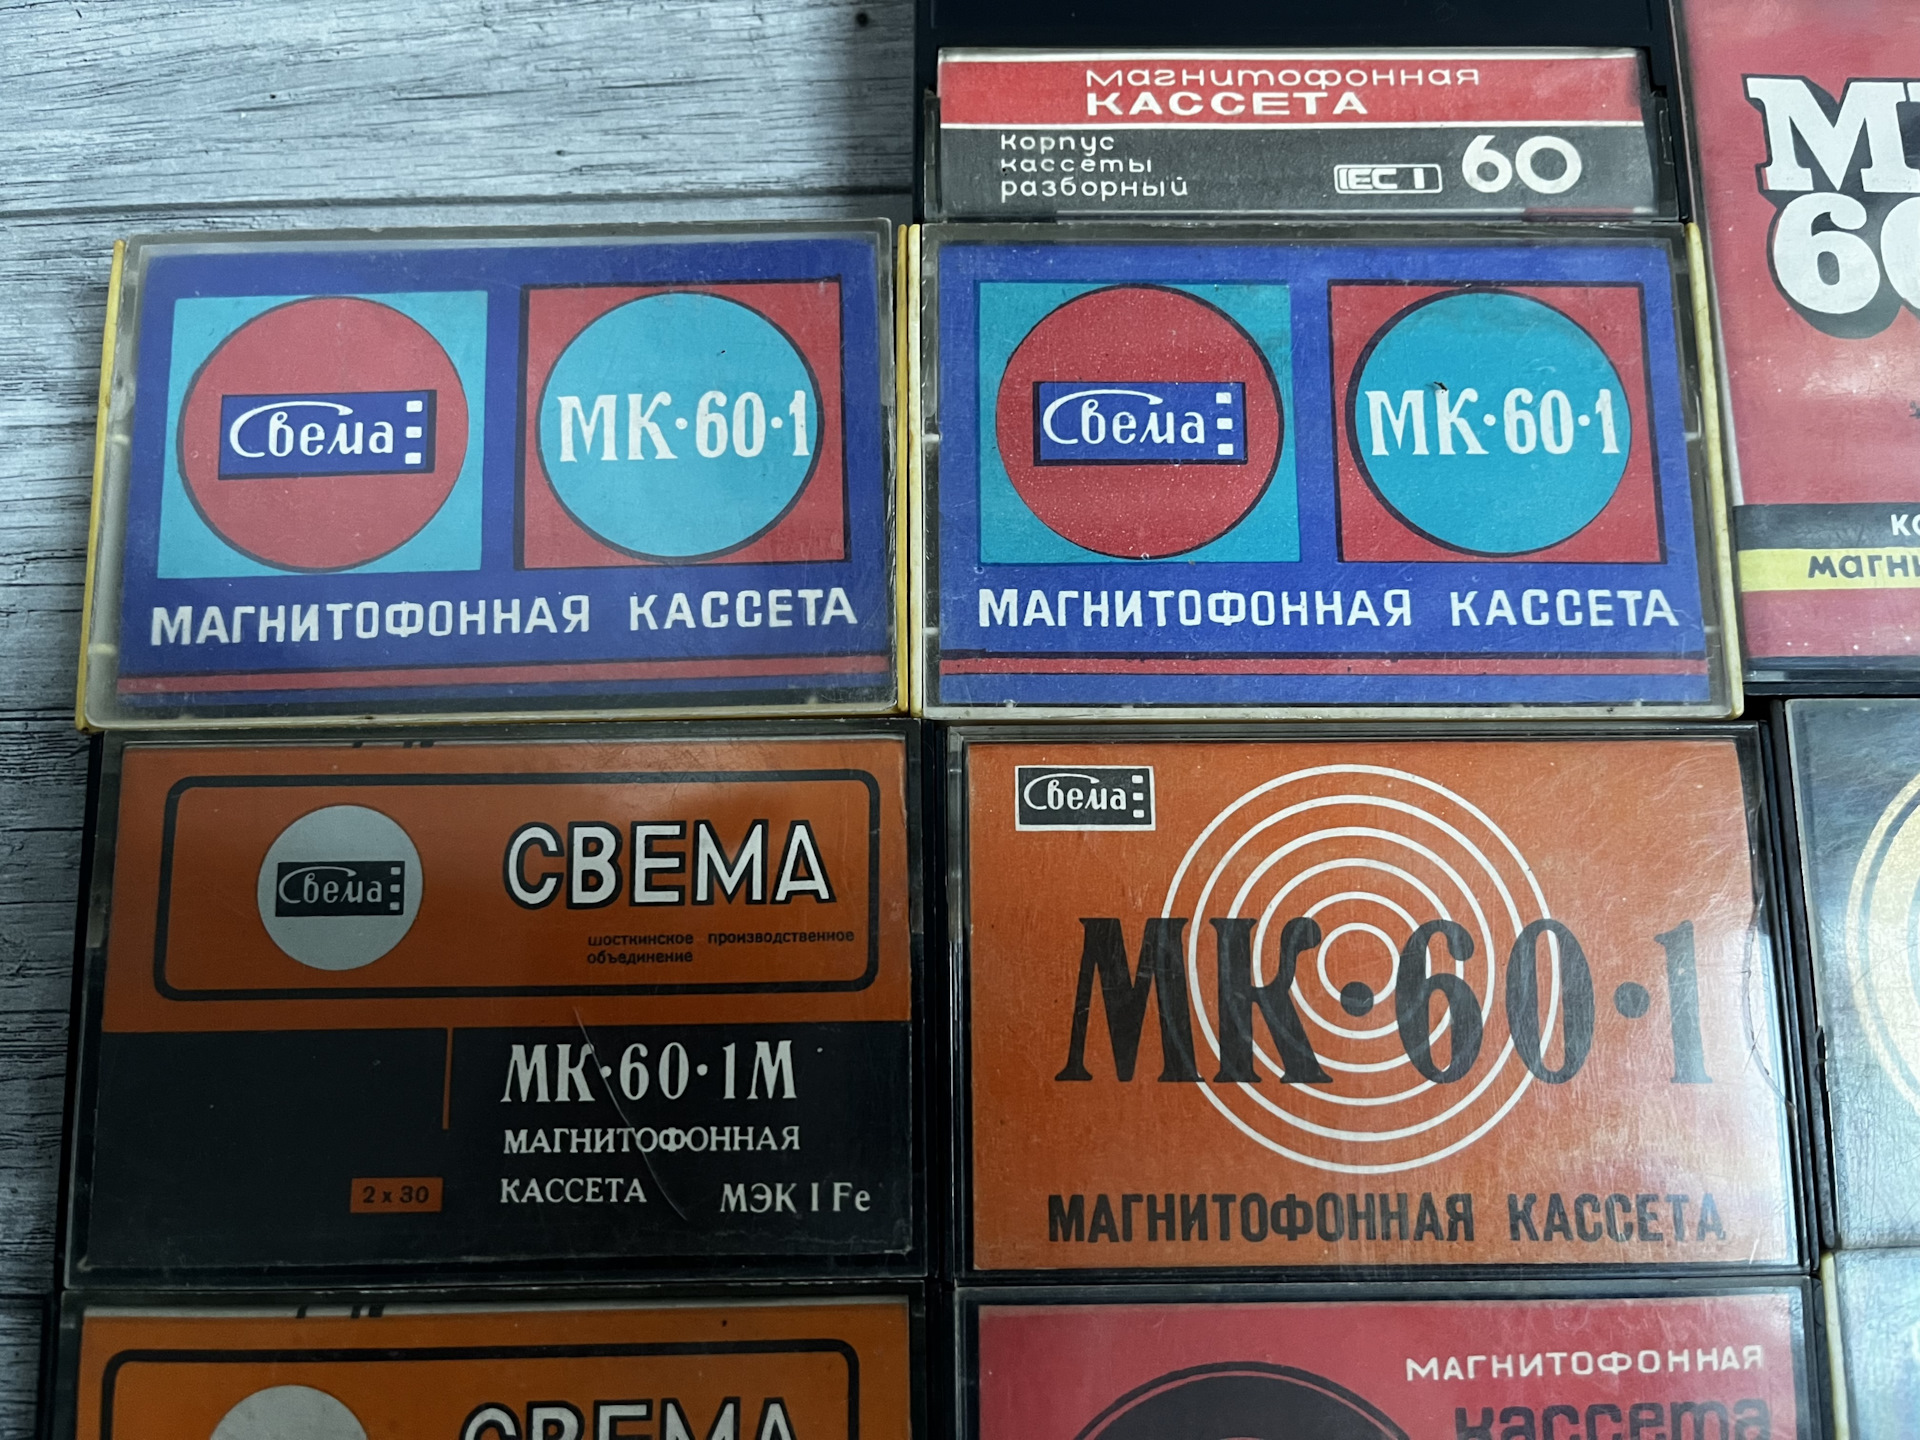 магнитофонная
КАССЕТА
корпус
кассеты
разборный
IEC I 60
60
Свема
МК·60·1
МАГНИТОФОННАЯ КАССЕТА
Свема
МК·60·1
МАГНИТОФОННАЯ КАССЕТА
Свема
СВЕМА
шосткинское производственное
объединение
МК·60·1М
МАГНИТОФОННАЯ
КАССЕТА
МЭК I Fe
2 x 30
Свема
МК·60·1
МАГНИТОФОННАЯ КАССЕТА
СВЕМА
МАГНИТОФОННАЯ
кассета